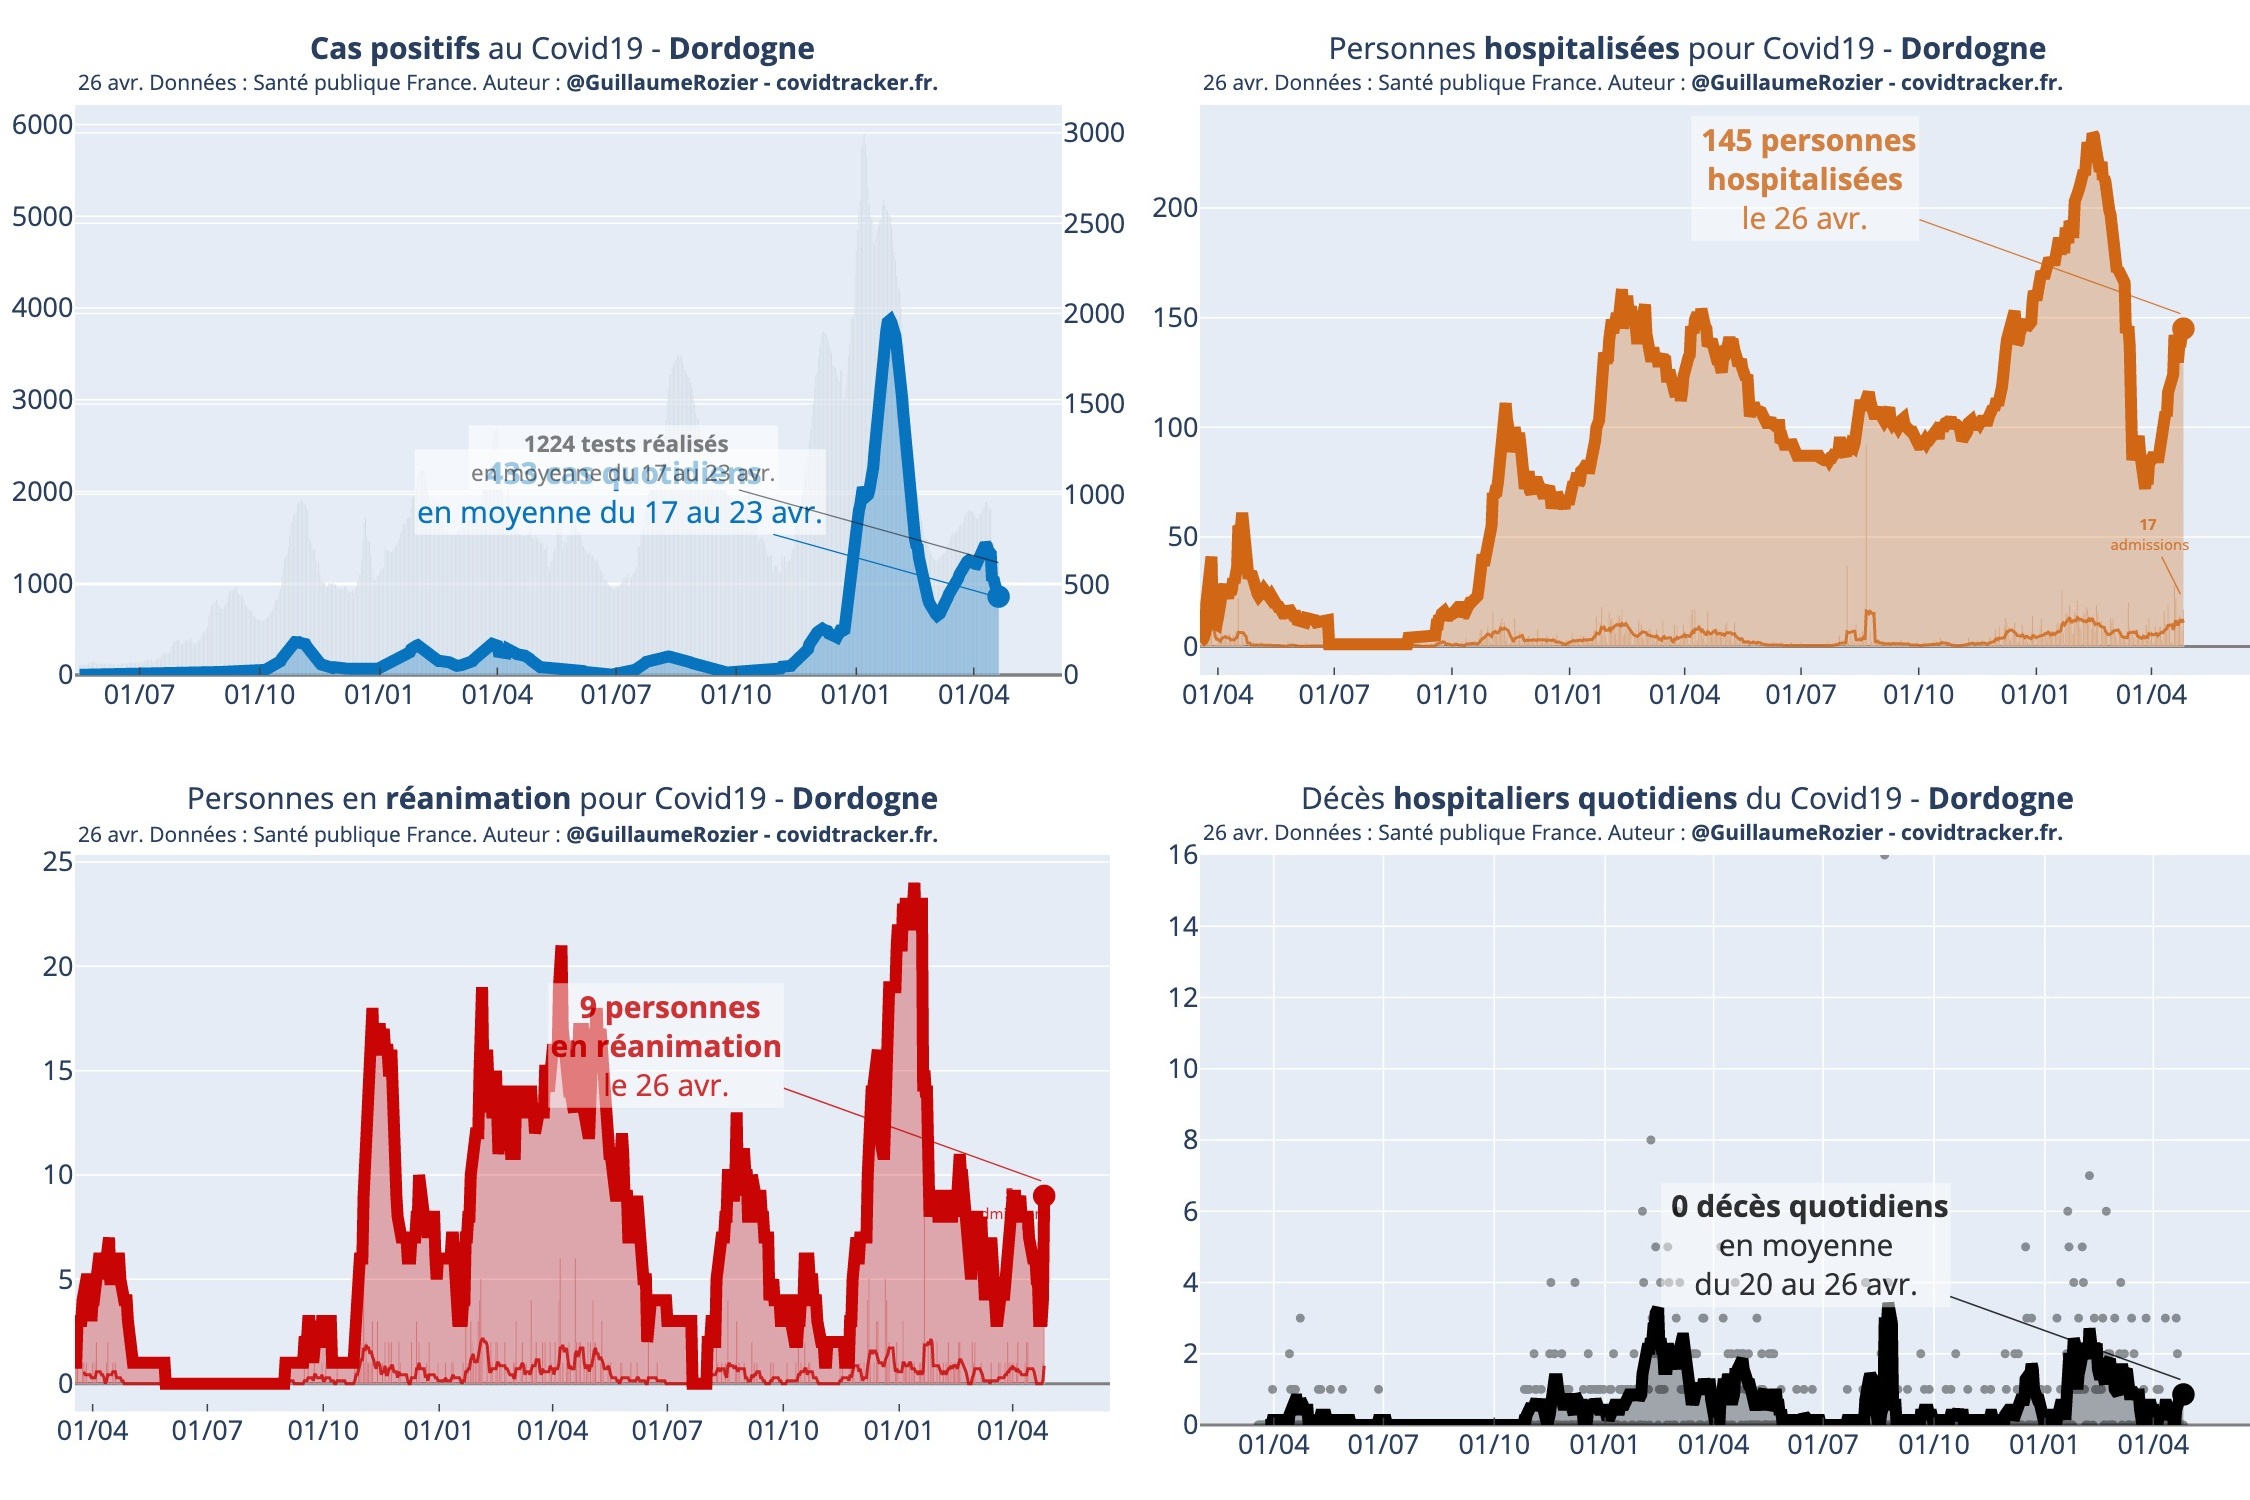 Cas positifs au Covid19 - Dordogne
26 avr. Données : Santé publique France. Auteur : @GuillaumeRozier - covidtracker.fr.
6000
5000
4000
3000
2000
1000
0
3000
2500
2000
1500
1000
500
0
1224 tests réalisés
en moyenne du 17 au 23 avr.
433 cas quotidiens
en moyenne du 17 au 23 avr.
01/07 01/10 01/01 01/04 01/07 01/10 01/01 01/04
Personnes hospitalisées pour Covid19 - Dordogne
26 avr. Données : Santé publique France. Auteur : @GuillaumeRozier - covidtracker.fr.
200
150
100
50
0
145 personnes
hospitalisées
le 26 avr.
17
admissions
01/04 01/07 01/10 01/01 01/04 01/07 01/10 01/01 01/04
Personnes en réanimation pour Covid19 - Dordogne
26 avr. Données : Santé publique France. Auteur : @GuillaumeRozier - covidtracker.fr.
25
20
15
10
5
0
9 personnes
en réanimation
le 26 avr.
01/04 01/07 01/10 01/01 01/04 01/07 01/10 01/01 01/04
Décès hospitaliers quotidiens du Covid19 - Dordogne
26 avr. Données : Santé publique France. Auteur : @GuillaumeRozier - covidtracker.fr.
16
14
12
10
8
6
4
2
0
0 décès quotidiens
en moyenne
du 20 au 26 avr.
01/04 01/07 01/10 01/01 01/04 01/07 01/10 01/01 01/04